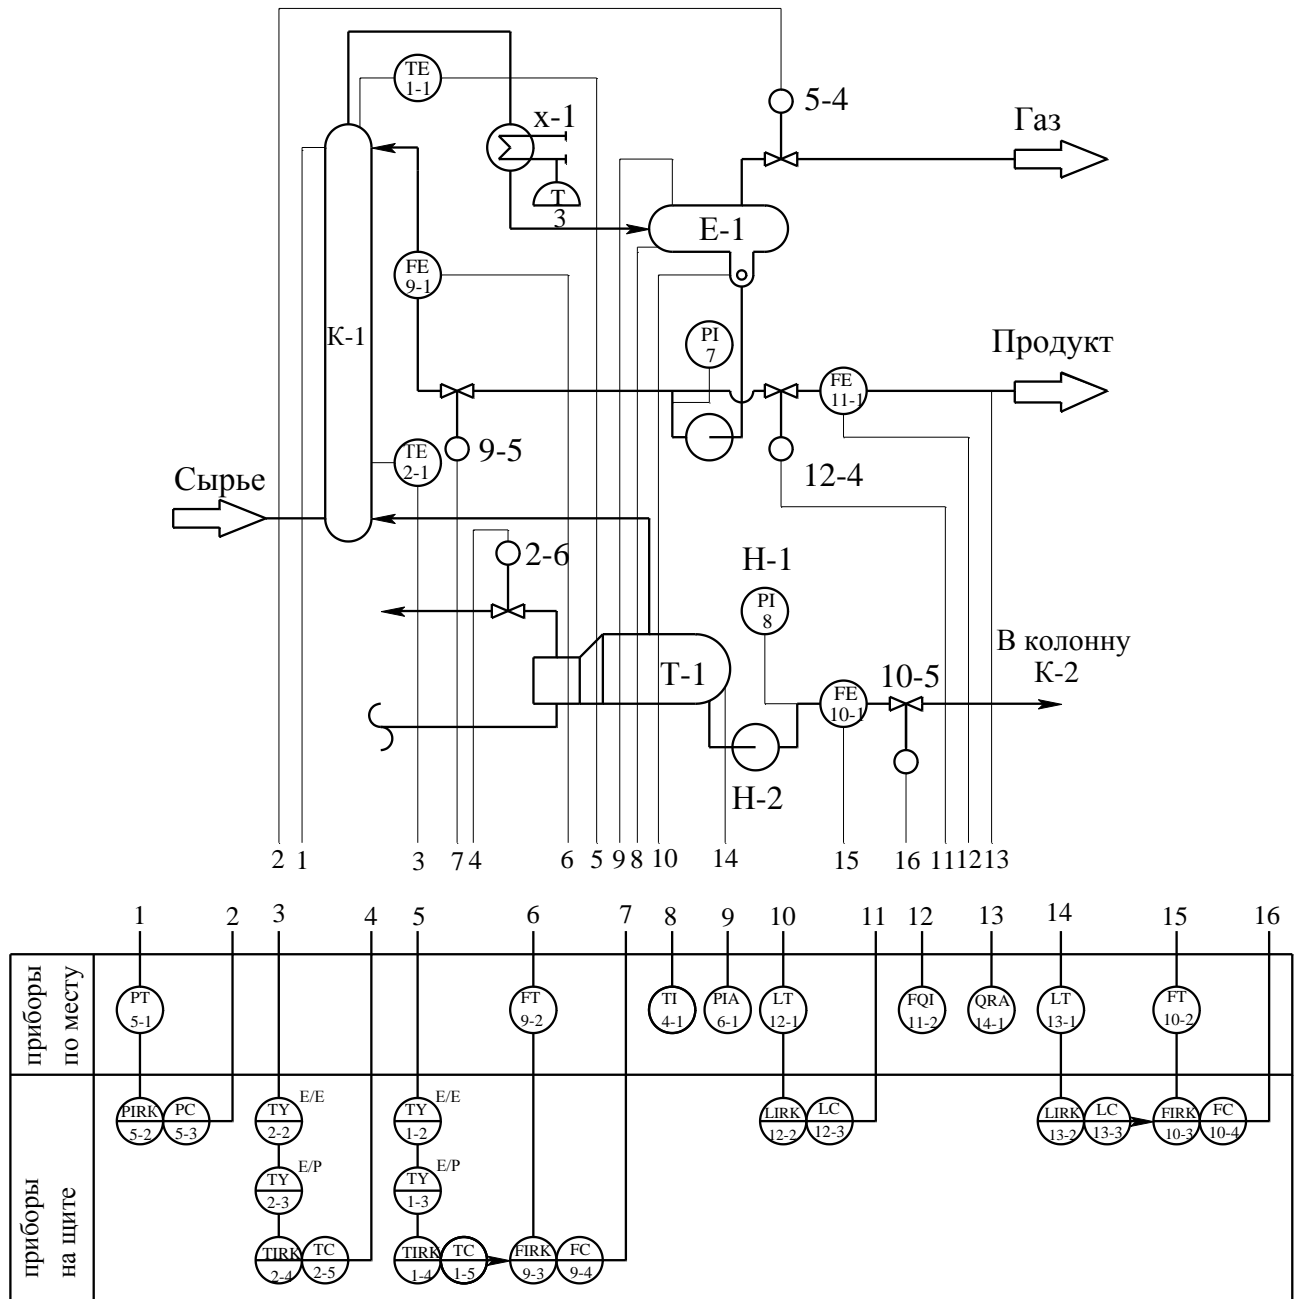 TE
1-1
х-1
5-4
Газ
T
3
E-1
FE
9-1
К-1
PI
7
Продукт
FE
11-1
TE
2-1
9-5
12-4
Сырье
2-6
Н-1
PI
8
В колонну
К-2
Т-1
10-5
FE
10-1
Н-2
2 1 3 7 4 6 5 9 8 10 14 15 16 11 12 13
1 2 3 4 5 6 7 8 9 10 11 12 13 14 15 16
приборы
по месту
PT
5-1
FT
9-2
TI
4-1
PIA
6-1
LT
12-1
FQI
11-2
QRA
14-1
LT
13-1
FT
10-2
приборы
на щите
PIRK
5-2
PC
5-3
TY
2-2
E/E
TY
1-2
E/E
LIRK
12-2
LC
12-3
LIRK
13-2
LC
13-3
FIRK
10-3
FC
10-4
TY
2-3
E/P
TY
1-3
E/P
TIRK
2-4
TC
2-5
TIRK
1-4
TC
1-5
FIRK
9-3
FC
9-4